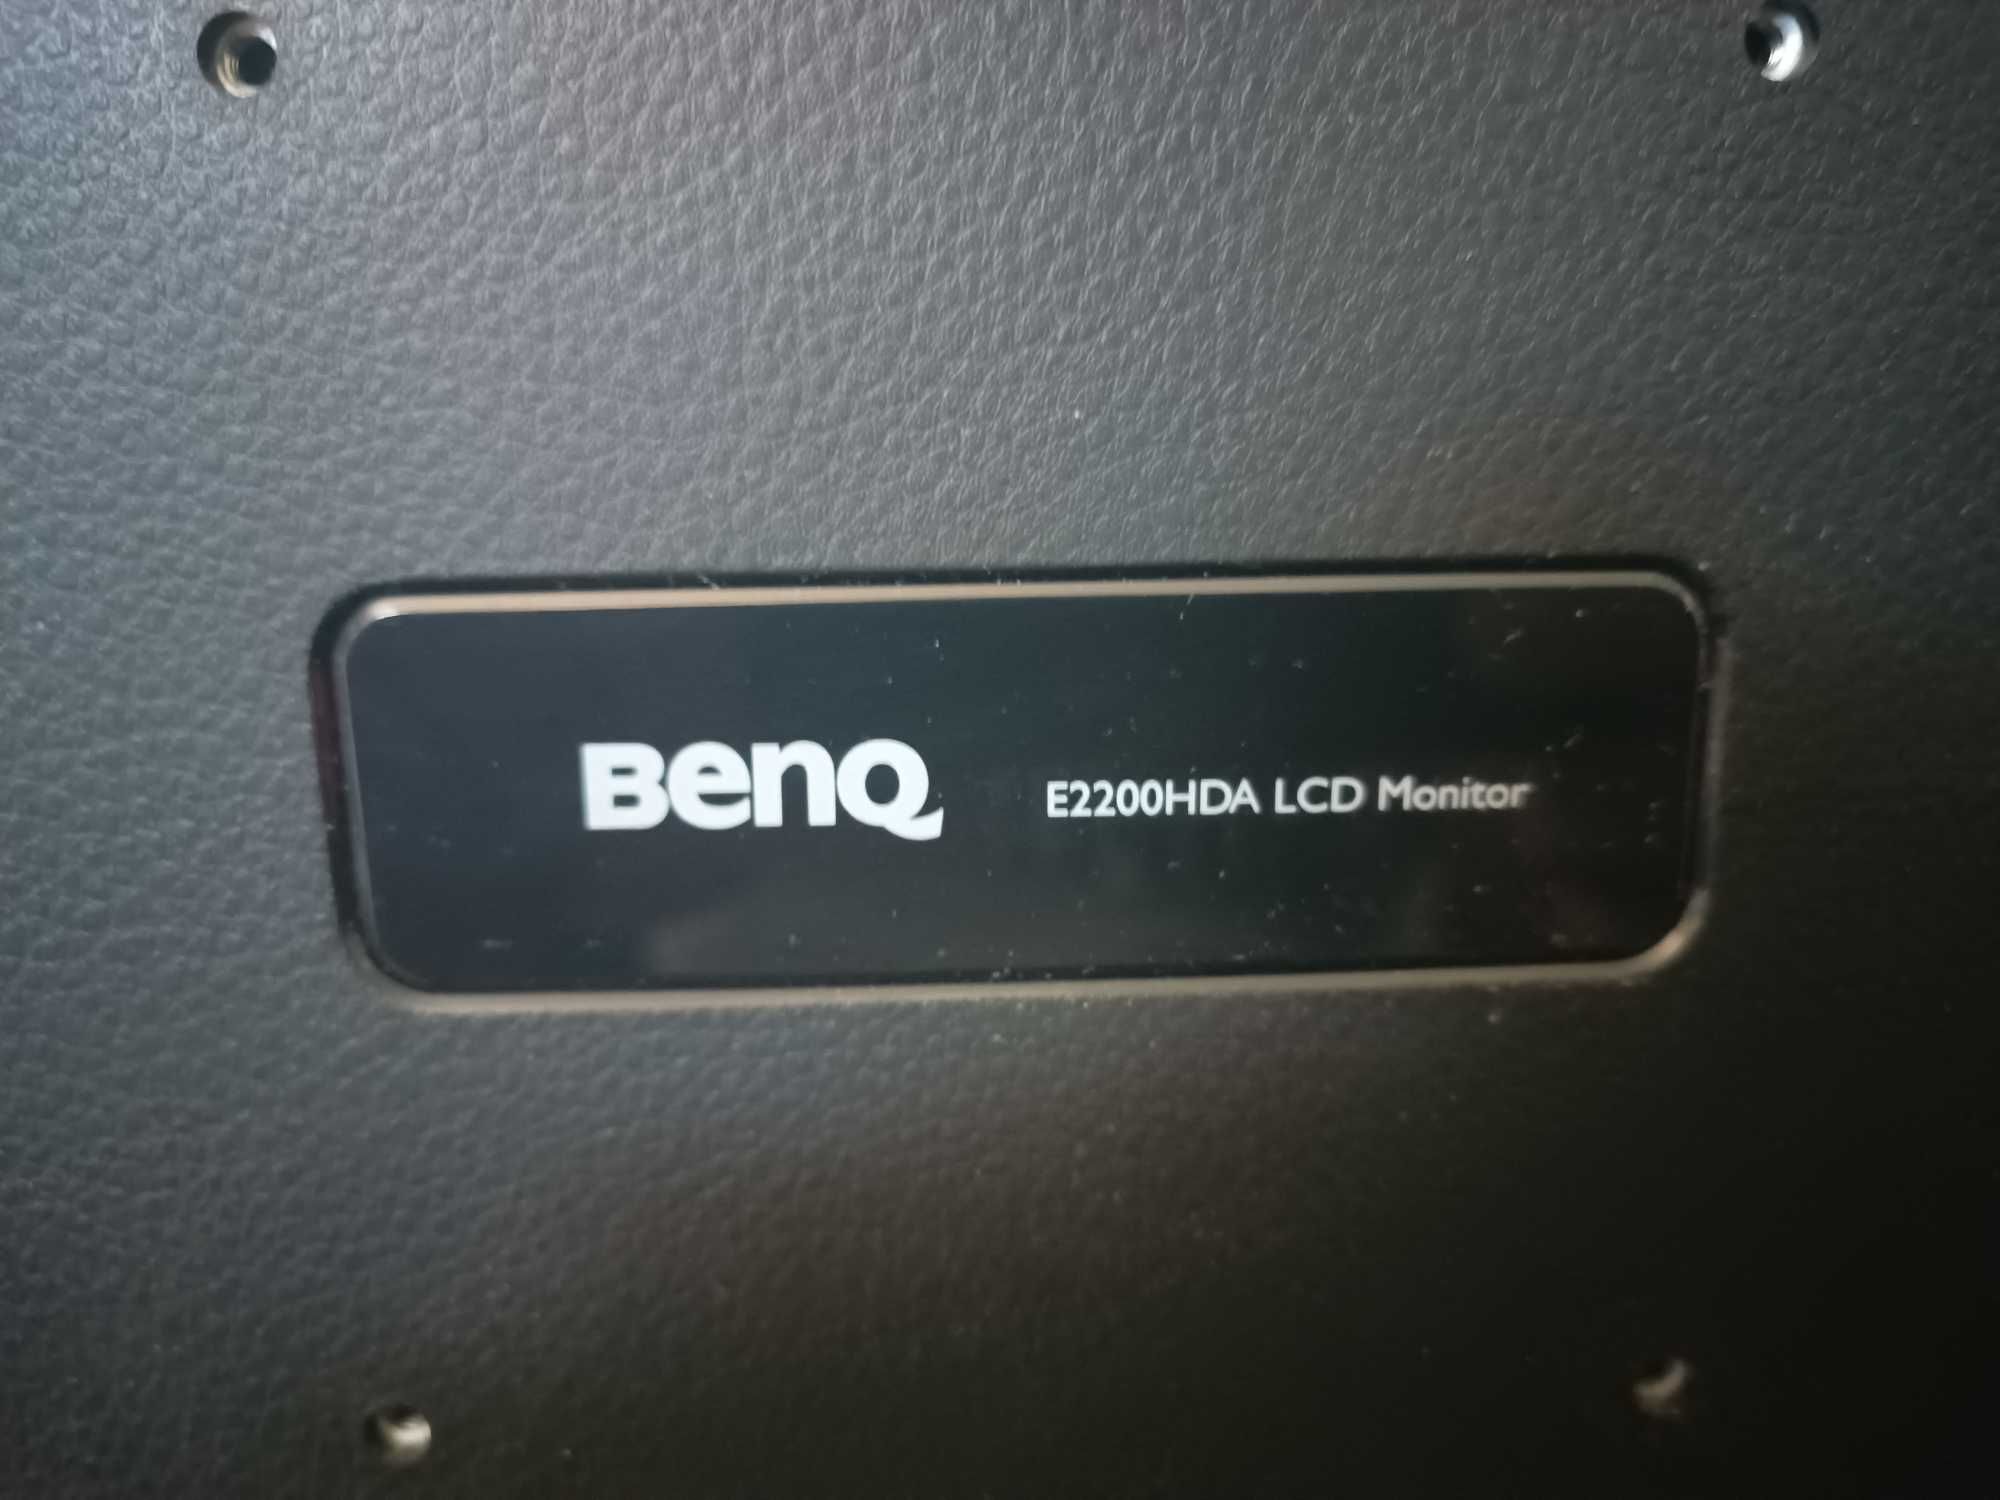 BenQ E2200HDA LCD Monitor